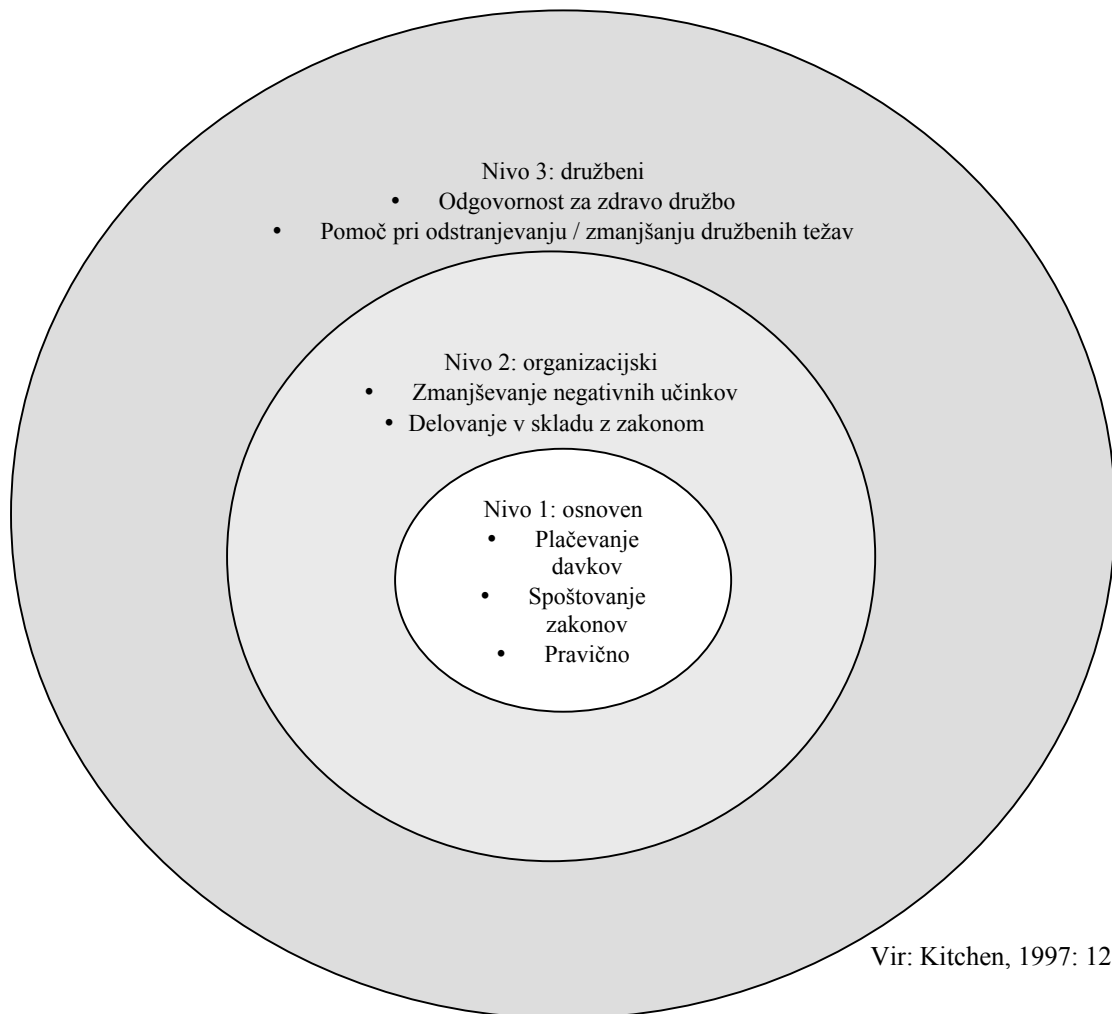 Nivo 3: družbeni
• Odgovornost za zdravo družbo
• Pomoč pri odstranjevanju / zmanjšanju družbenih težav
Nivo 2: organizacijski
• Zmanjševanje negativnih učinkov
• Delovanje v skladu z zakonom
Nivo 1: osnoven
• Plačevanje
davkov
• Spoštovanje
zakonov
• Pravično
Vir: Kitchen, 1997: 12